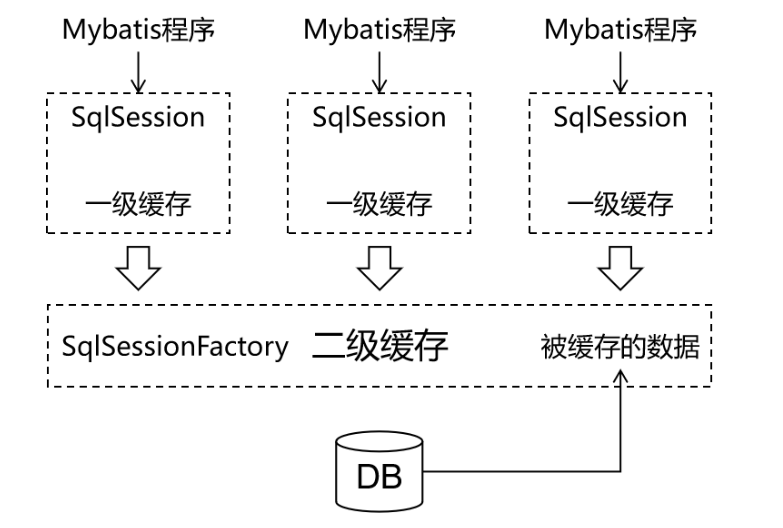 Mybatis程序 Mybatis程序 Mybatis程序
SqlSession SqlSession SqlSession
一级缓存 一级缓存 一级缓存
SqlSessionFactory 二级缓存 被缓存的数据
DB